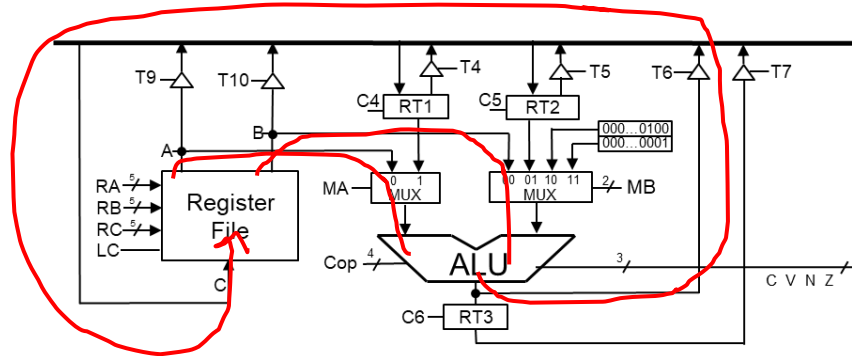 T9 T10 T4 T5 T6 T7
C4 RT1 C5 RT2
000...0100
000...0001
B
A
0 1 00 01 10 11
RA 5 MA MUX MUX 2 MB
RB 5 Register
RC 5 File
LC
Cop 4 ALU 3
C C V N Z
C6 RT3